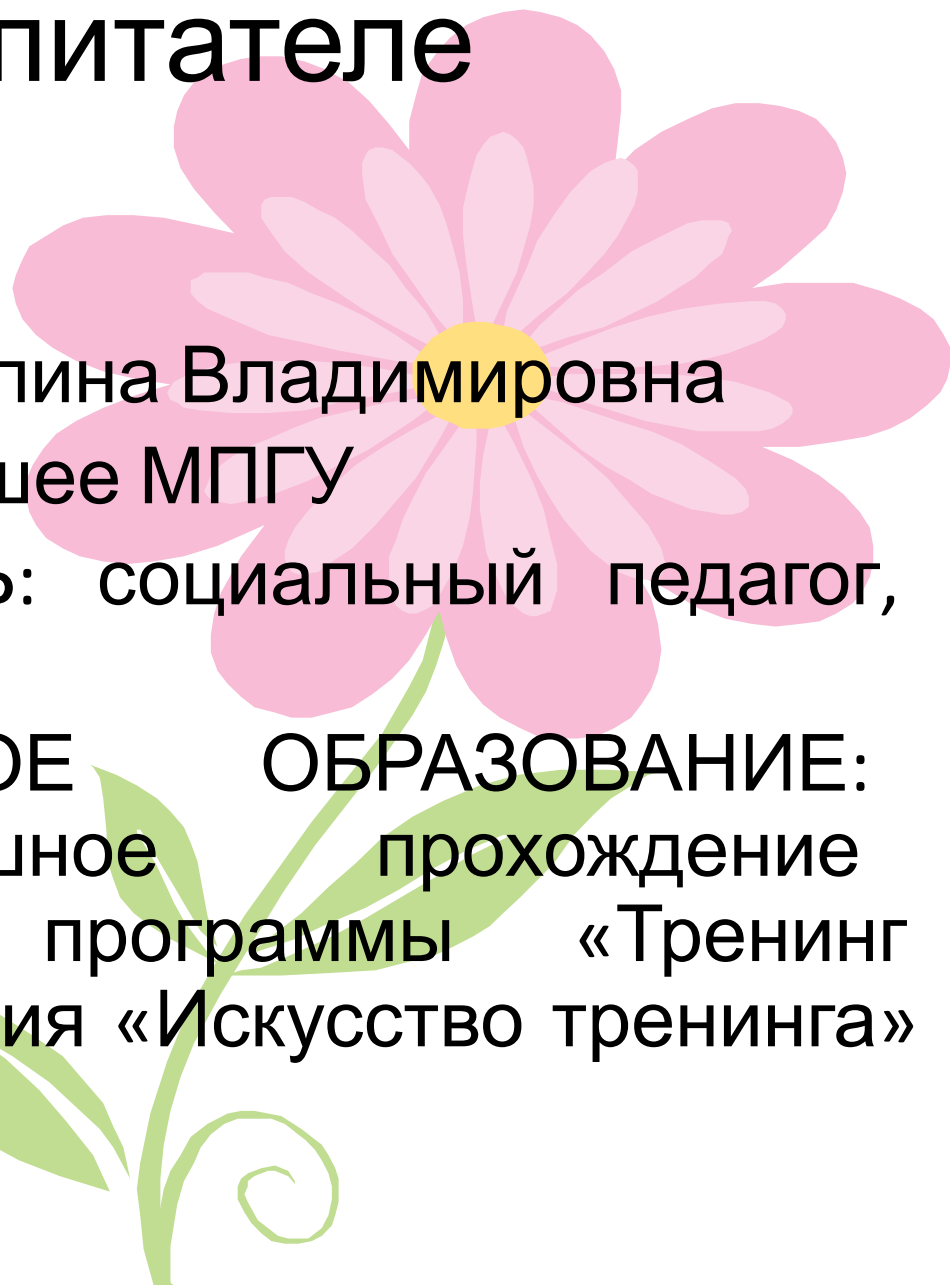 питателе
лина Владимировна
шее МПГУ
ь: социальный педагог,
ОЕ ОБРАЗОВАНИЕ:
шное прохождение
программы «Тренинг
ия «Искусство тренинга»